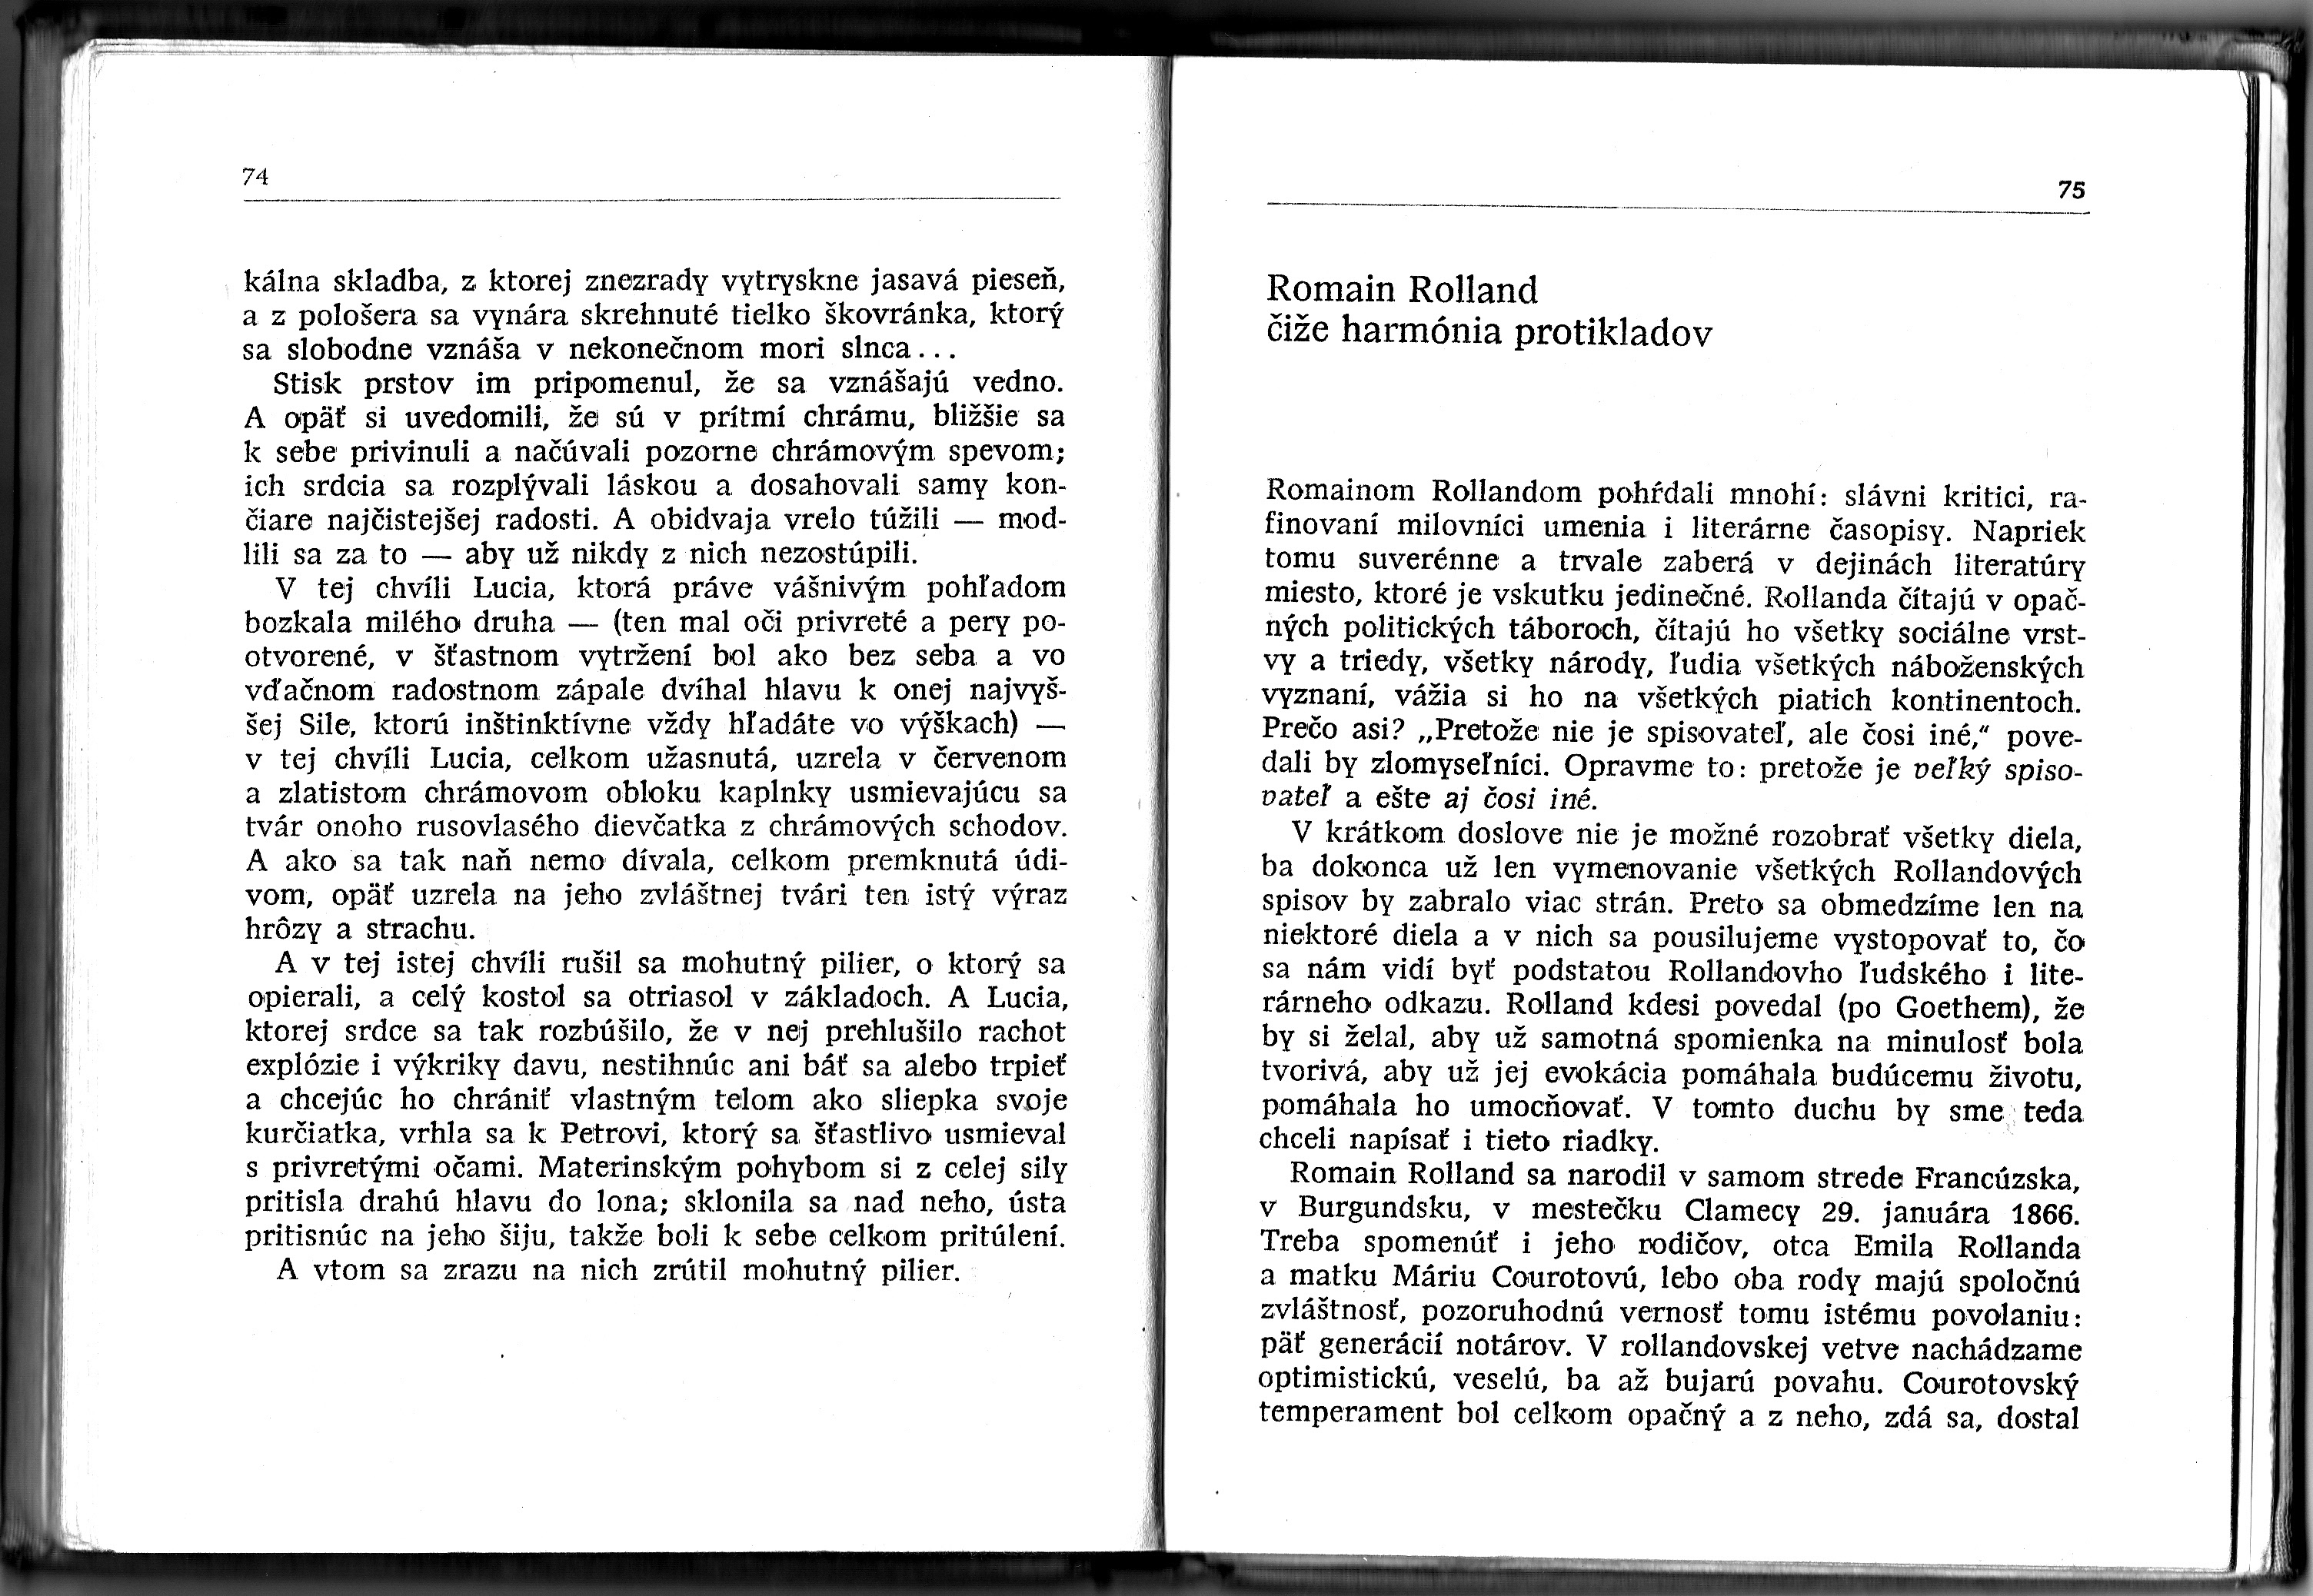 74
kálna skladba, z ktorej znezrady vytryskne jasavá pieseň,
a z pološera sa vynára skrehnuté tielko škovránka, ktorý
sa slobodne vznáša v nekonečnom mori slnca...
Stisk prstov im pripomenul, že sa vznášajú vedno.
A opäť si uvedomili, že sú v prítmí chrámu, bližšie sa
k sebe privinuli a načúvali pozorne chrámovým spevom;
ich srdcia sa rozplývali láskou a dosahovali samy kon-
čiare najčistejšej radosti. A obidvaja vrelo túžili — mod-
lili sa za to — aby už nikdy z nich nezostúpili.
V tej chvíli Lucia, ktorá práve vášnivým pohľadom
bozkala milého druha — (ten mal oči privreté a pery po-
otvorené, v šťastnom vytržení bol ako bez seba a vo
vďačnom radostnom zápale dvíhal hlavu k onej najvyš-
šej Sile, ktorú inštinktívne vždy hľadáte vo výškach) —
v tej chvíli Lucia, celkom užasnutá, uzrela v červenom
a zlatistom chrámovom obloku kaplnky usmievajúcu sa
tvár onoho rusovlasého dievčatka z chrámových schodov.
A ako sa tak naň nemo dívala, celkom premknutá údi-
vom, opäť uzrela na jeho zvláštnej tvári ten istý výraz
hrôzy a strachu.
A v tej istej chvíli rušil sa mohutný pilier, o ktorý sa
opierali, a celý kostol sa otriasol v základoch. A Lucia,
ktorej srdce sa tak rozbúšilo, že v nej prehlušilo rachot
explózie i výkriky davu, nestihnúc ani báť sa alebo trpieť
a chcejúc ho chrániť vlastným telom ako sliepka svoje
kurčiatka, vrhla sa k Petrovi, ktorý sa šťastlivo usmieval
s privretými očami. Materinským pohybom si z celej sily
pritisla drahú hlavu do lona; sklonila sa nad neho, ústa
pritisnúc na jeho šiju, takže boli k sebe celkom pritúlení.
A vtom sa zrazu na nich zrútil mohutný pilier.
75
Romain Rolland
čiže harmónia protikladov
Romainom Rollandom pohŕdali mnohí: slávni kritici, ra-
finovaní milovníci umenia i literárne časopisy. Napriek
tomu suverénne a trvale zaberá v dejinách literatúry
miesto, ktoré je vskutku jedinečné. Rollanda čítajú v opač-
ných politických táboroch, čítajú ho všetky sociálne vrst-
vy a triedy, všetky národy, ľudia všetkých náboženských
vyznaní, vážia si ho na všetkých piatich kontinentoch.
Prečo asi? „Pretože nie je spisovateľ, ale čosi iné,“ pove-
dali by zlomyseľníci. Opravme to: pretože je veľký spiso-
vateľ a ešte aj čosi iné.
V krátkom doslove nie je možné rozobrať všetky diela,
ba dokonca už len vymenovanie všetkých Rollandových
spisov by zabralo viac strán. Preto sa obmedzíme len na
niektoré diela a v nich sa pousilujeme vystopovať to, čo
sa nám vidí byť podstatou Rollandovho ľudského i lite-
rárneho odkazu. Rolland kdesi povedal (po Goethem), že
by si želal, aby už samotná spomienka na minulosť bola
tvorivá, aby už jej evokácia pomáhala budúcemu životu,
pomáhala ho umocňovať. V tomto duchu by sme teda
chceli napísať i tieto riadky.
Romain Rolland sa narodil v samom strede Francúzska,
v Burgundsku, v mestečku Clamecy 29. januára 1866.
Treba spomenúť i jeho rodičov, otca Emila Rollanda
a matku Máriu Courotovú, lebo oba rody majú spoločnú
zvláštnosť, pozoruhodnú vernosť tomu istému povolaniu:
päť generácií notárov. V rollandovskej vetve nachádzame
optimistickú, veselú, ba až bujarú povahu. Courotovský
temperament bol celkom opačný a z neho, zdá sa, dostal